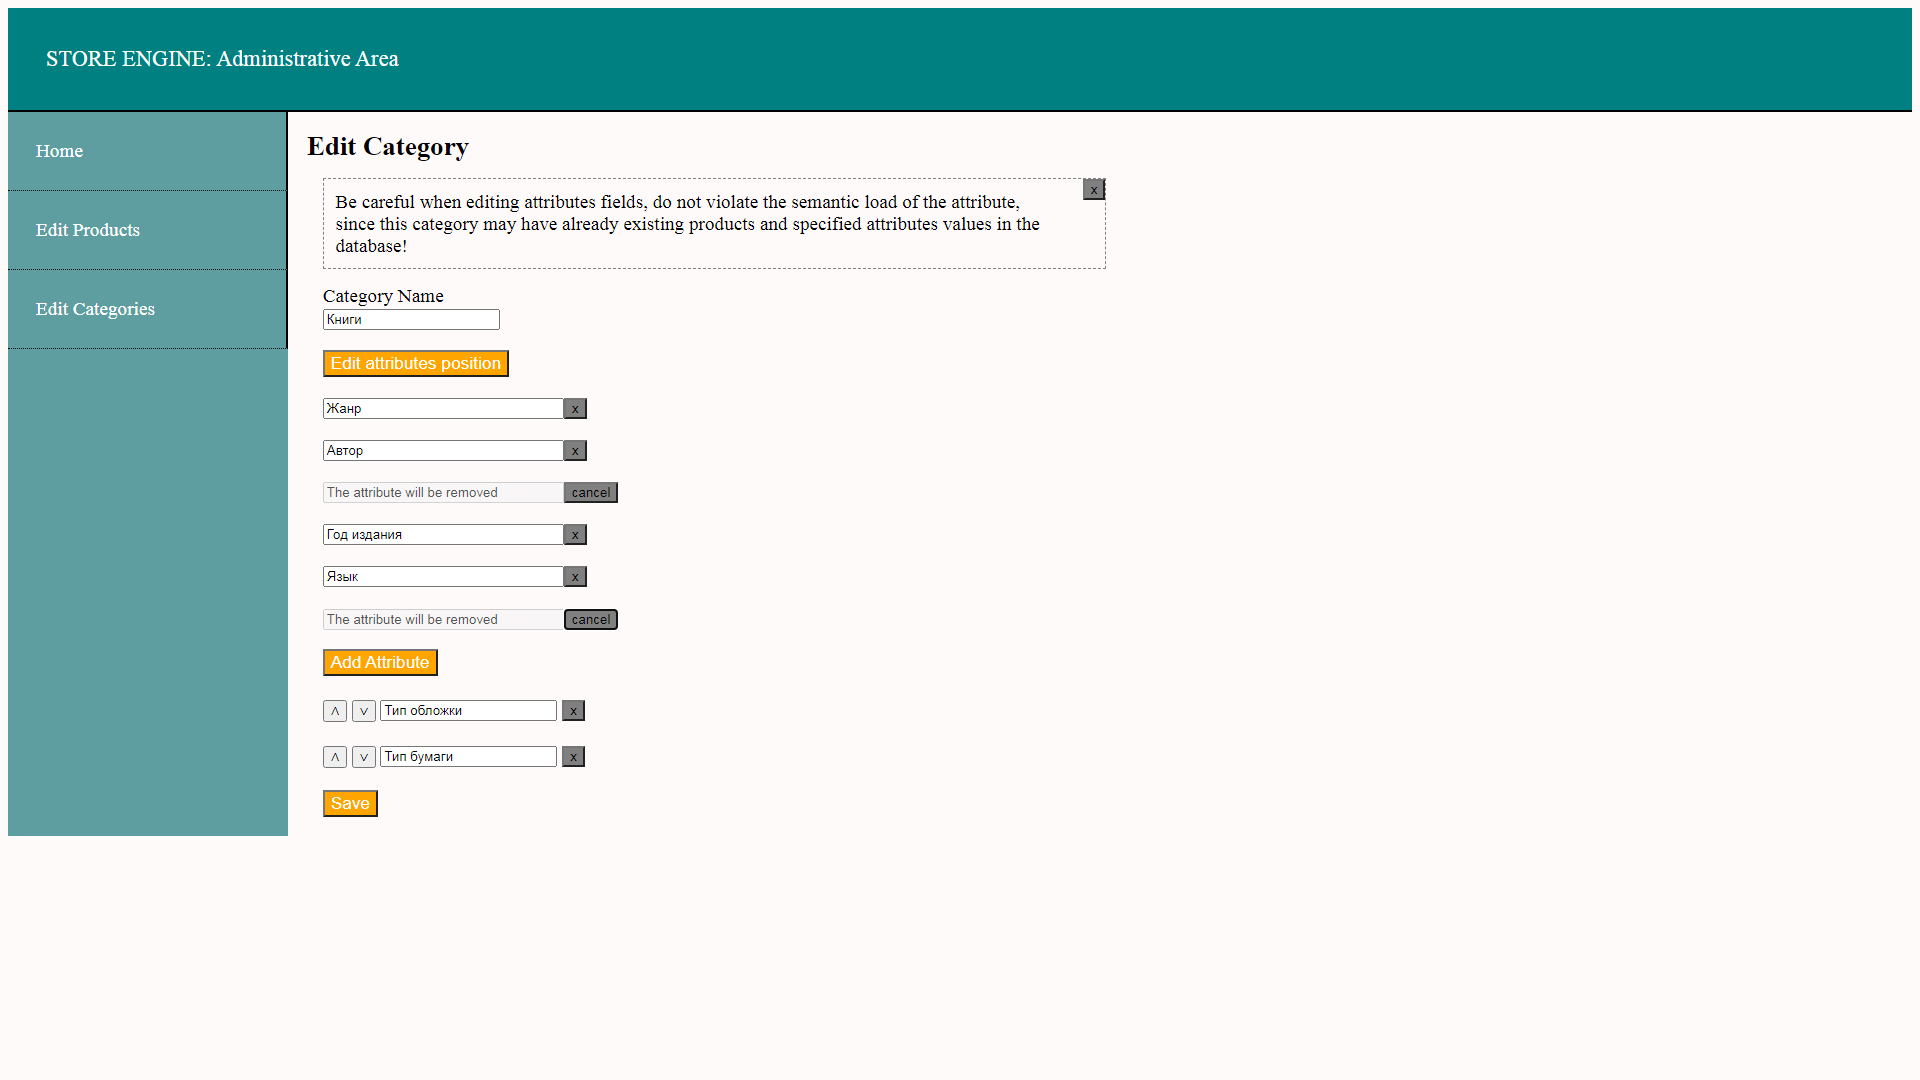 STORE ENGINE: Administrative Area
Home
Edit Products
Edit Categories
Edit Category
x
Be careful when editing attributes fields, do not violate the semantic load of the attribute,
since this category may have already existing products and specified attributes values in the
database!
Category Name
Книги
Edit attributes position
Жанр x
Автор x
The attribute will be removed cancel
Год издания x
Язык x
The attribute will be removed cancel
Add Attribute
˄ ˅ Тип обложки x
˄ ˅ Тип бумаги x
Save